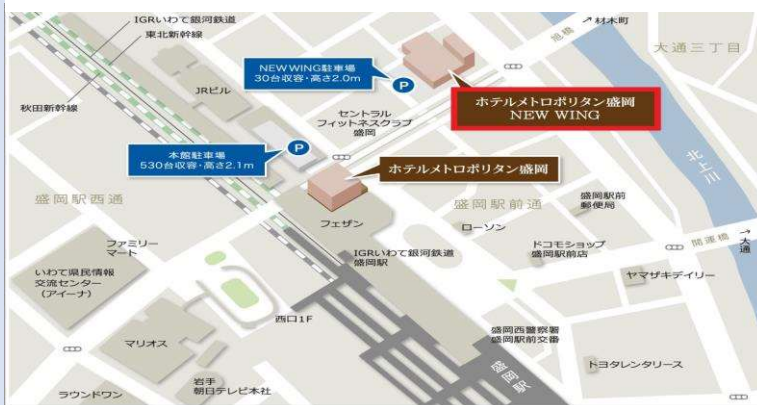 IGRいわて銀河鉄道
東北新幹線
秋田新幹線
JRビル
NEW WING駐車場
30台収容・高さ2.0m
P
旭橋
↗材木町
大通三丁目
ホテルメトロポリタン盛岡
NEW WING
セントラル
フィットネスクラブ
盛岡
本館駐車場
530台収容・高さ2.1m
P
ホテルメトロポリタン盛岡
北上川
盛岡駅西通
フェザン
盛岡駅前通
盛岡駅前
郵便局
ローソン
開運橋
↗大通
ファミリー
マート
IGRいわて銀河鉄道
盛岡駅
ドコモショップ
盛岡駅前店
いわて県民情報
交流センター
(アイーナ)
ヤマザキデイリー
西口1F
マリオス
盛岡西警察署
盛岡駅前交番
盛岡駅
トヨタレンタリース
岩手
朝日テレビ本社
ラウンドワン